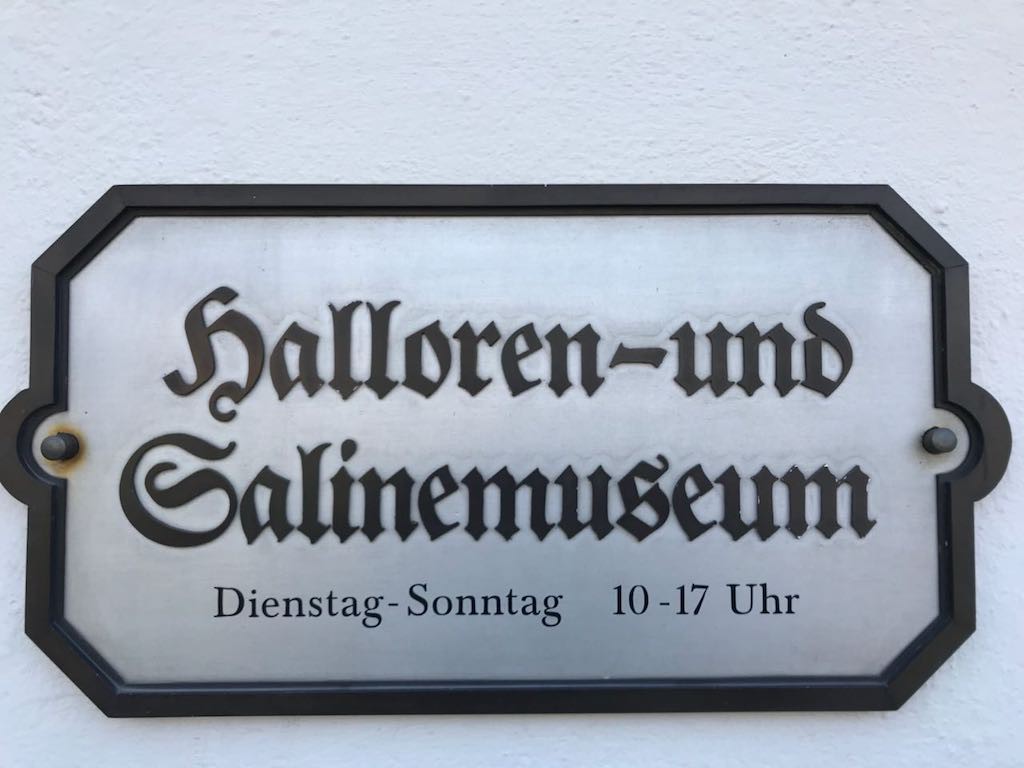 Halloren-und
Salinemuseum
Dienstag-Sonntag 10-17 Uhr